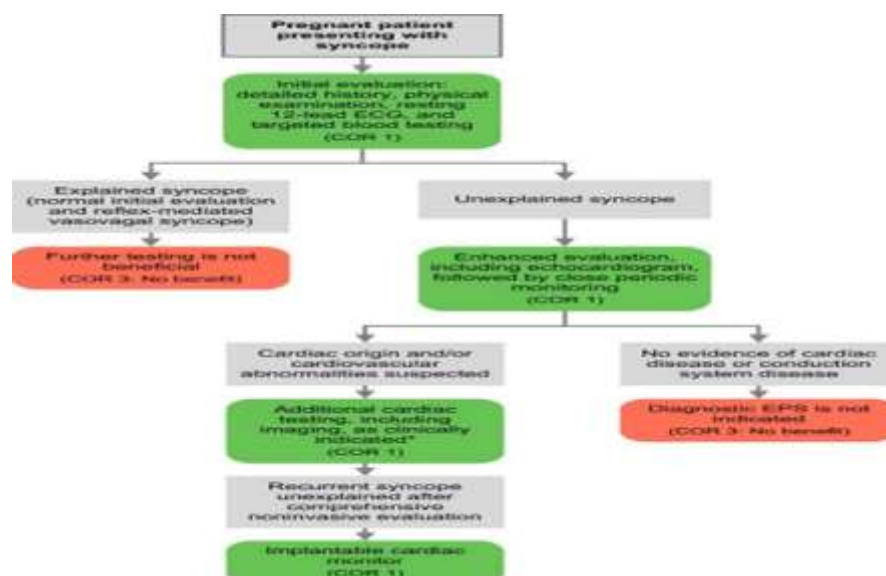 Pregnant patient
presenting with
syncope
Initial evaluation:
detailed history, physical
examination, resting
12-lead ECG, and
targeted blood testing
(COR 1)
Explained syncope
(normal initial evaluation
and reflex-mediated
vasovagal syncope)
Unexplained syncope
Further testing is not
beneficial
(COR 3: No benefit)
Enhanced evaluation,
including echocardiogram,
followed by close periodic
monitoring
(COR 1)
Cardiac origin and/or
cardiovascular
abnormalities suspected
No evidence of cardiac
disease or conduction
system disease
Additional cardiac
testing, including
imaging, as clinically
indicated*
(COR 1)
Diagnostic EPS is not
indicated
(COR 3: No benefit)
Recurrent syncope
unexplained after
comprehensive
noninvasive evaluation
Implantable cardiac
monitor
(COR 1)